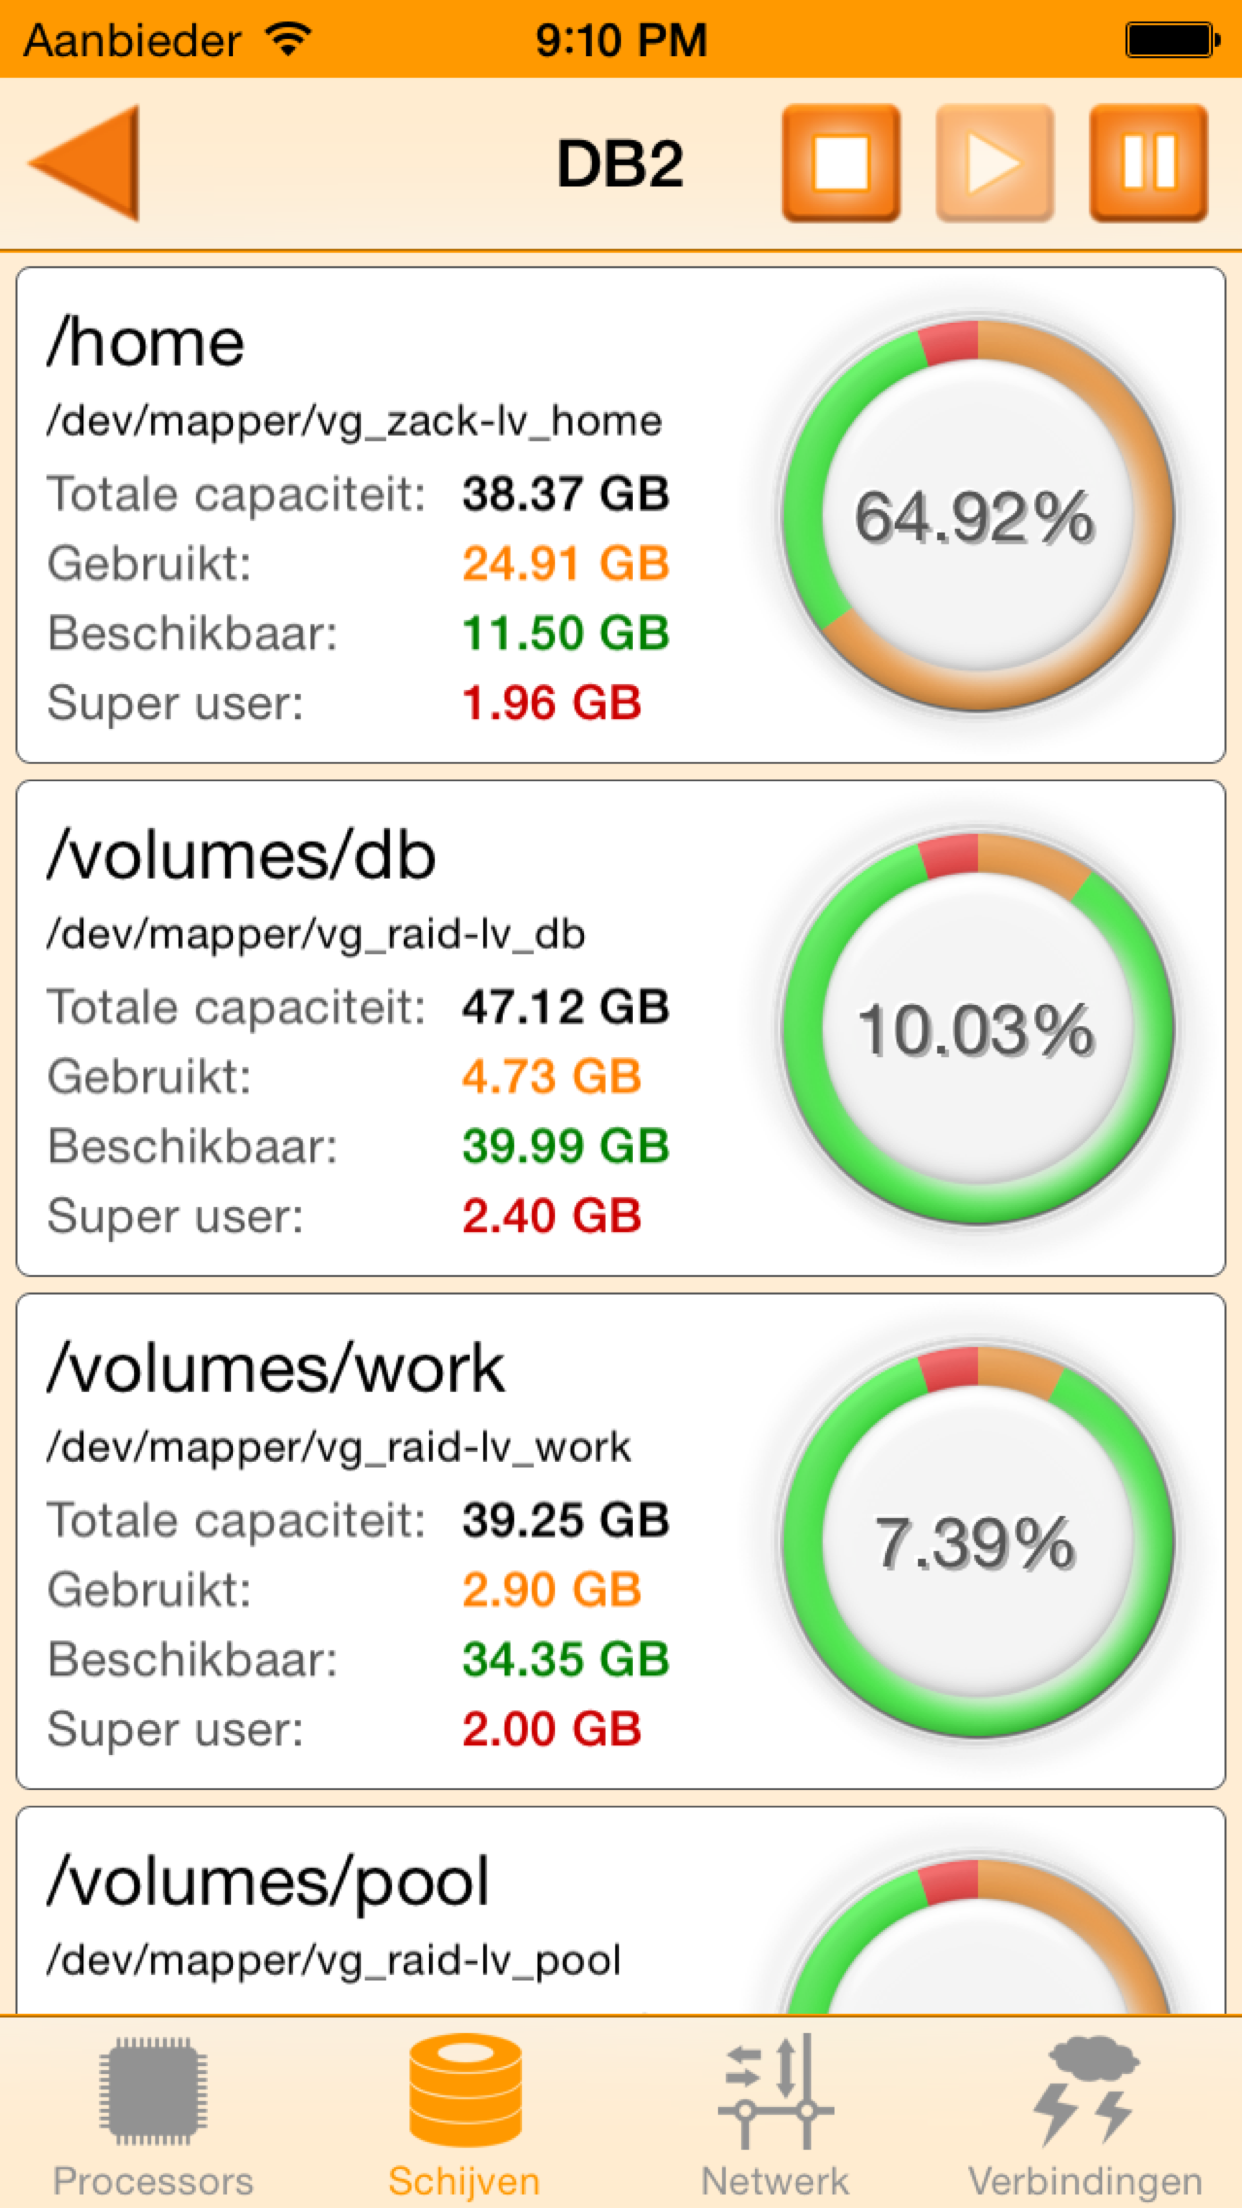 Aanbieder 9:10 PM
DB2
/home
/dev/mapper/vg_zack-lv_home
Totale capaciteit: 38.37 GB
Gebruikt: 24.91 GB
Beschikbaar: 11.50 GB
Super user: 1.96 GB
64.92%
/volumes/db
/dev/mapper/vg_raid-lv_db
Totale capaciteit: 47.12 GB
Gebruikt: 4.73 GB
Beschikbaar: 39.99 GB
Super user: 2.40 GB
10.03%
/volumes/work
/dev/mapper/vg_raid-lv_work
Totale capaciteit: 39.25 GB
Gebruikt: 2.90 GB
Beschikbaar: 34.35 GB
Super user: 2.00 GB
7.39%
/volumes/pool
/dev/mapper/vg_raid-lv_pool
Processors Schijven Netwerk Verbindingen